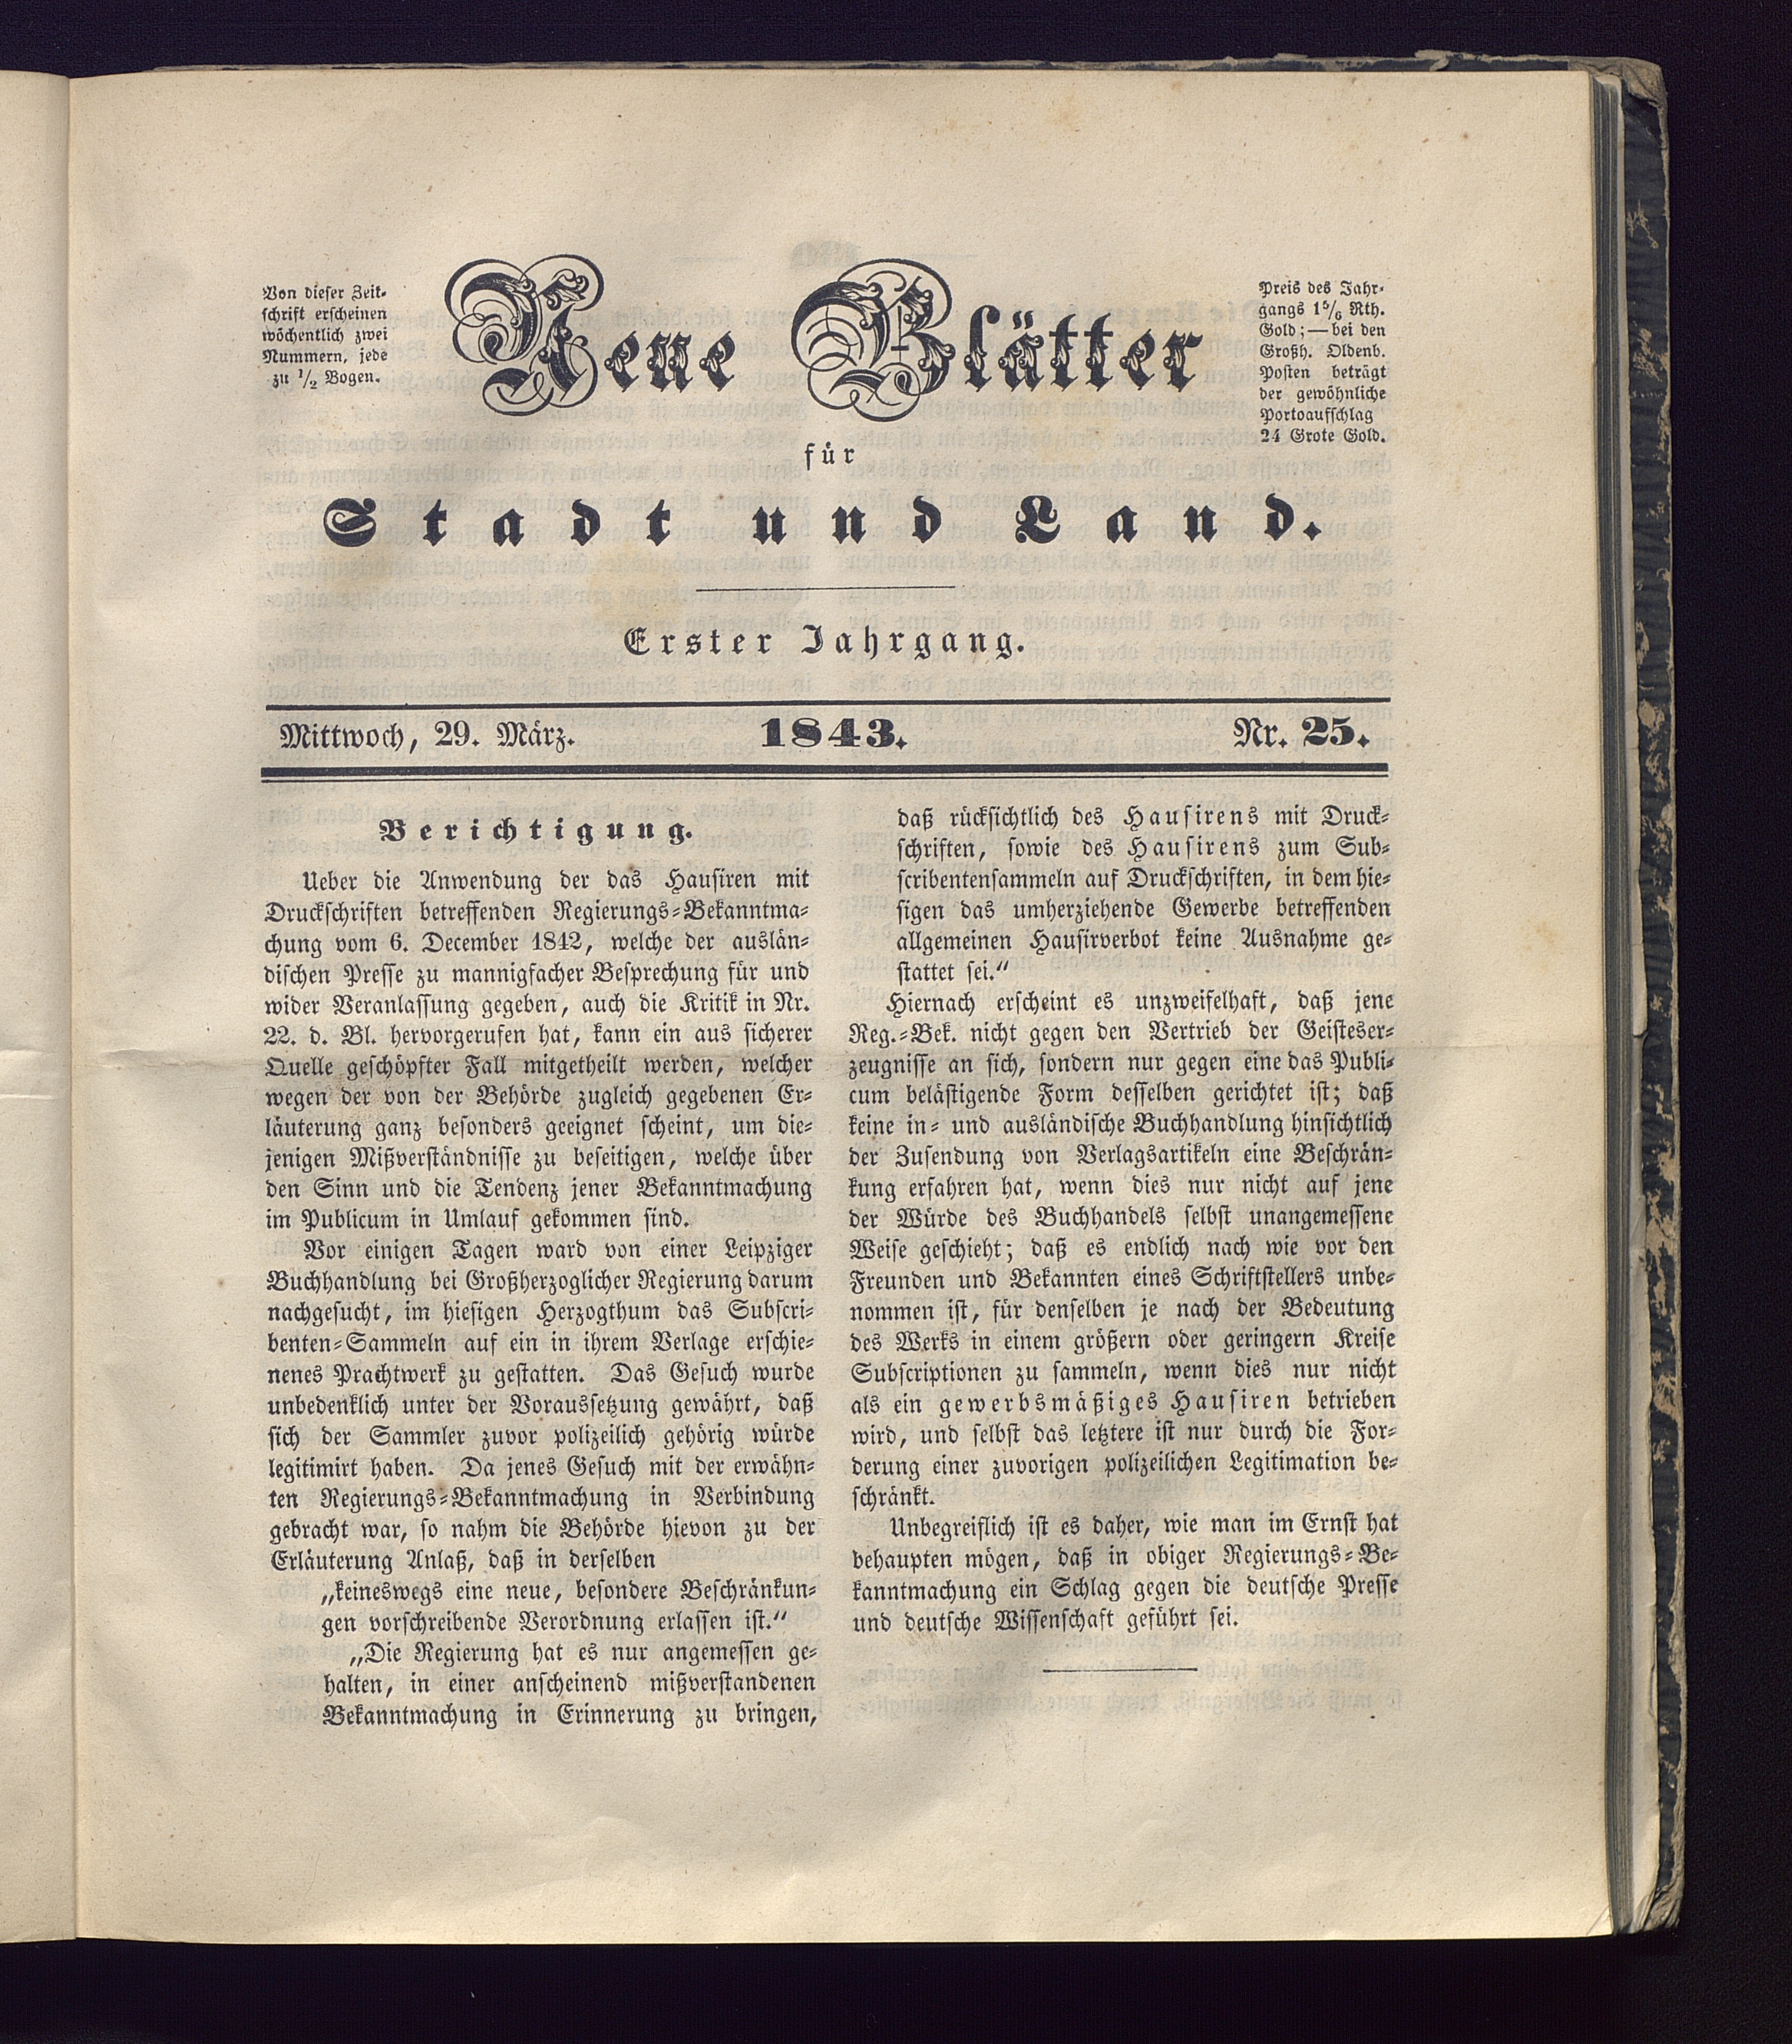 Von dieser Zeit-
schrift erscheinen
wöchentlich zwei
Nummern, jede
zu 1/2 Bogen.
Neue Blätter
für
Stadt und Land.
Preis des Jahr-
gangs 1 5/6 Rth.
Gold; — bei den
Großh. Oldenb.
Posten beträgt
der gewöhnliche
Portoaufschlag
24 Grote Gold.
Erster Jahrgang.
Mittwoch, 29. März. 1843. Nr. 25.
Berichtigung.
Ueber die Anwendung der das Hausiren mit
Druckschriften betreffenden Regierungs-Bekanntma-
chung vom 6. December 1842, welche der auslän-
dischen Presse zu mannigfacher Besprechung für und
wider Veranlassung gegeben, auch die Kritik in Nr.
22. d. Bl. hervorgerufen hat, kann ein aus sicherer
Quelle geschöpfter Fall mitgetheilt werden, welcher
wegen der von der Behörde zugleich gegebenen Er-
läuterung ganz besonders geeignet scheint, um die-
jenigen Mißverständnisse zu beseitigen, welche über
den Sinn und die Tendenz jener Bekanntmachung
im Publicum in Umlauf gekommen sind.
Vor einigen Tagen ward von einer Leipziger
Buchhandlung bei Großherzoglicher Regierung darum
nachgesucht, im hiesigen Herzogthum das Subscri-
benten-Sammeln auf ein in ihrem Verlage erschie-
nenes Prachtwerk zu gestatten. Das Gesuch wurde
unbedenklich unter der Voraussetzung gewährt, daß
sich der Sammler zuvor polizeilich gehörig würde
legitimirt haben. Da jenes Gesuch mit der erwähn-
ten Regierungs-Bekanntmachung in Verbindung
gebracht war, so nahm die Behörde hievon zu der
Erläuterung Anlaß, daß in derselben
„keineswegs eine neue, besondere Beschränkun-
gen vorschreibende Verordnung erlassen ist.“
„Die Regierung hat es nur angemessen ge-
halten, in einer anscheinend mißverstandenen
Bekanntmachung in Erinnerung zu bringen,
daß rücksichtlich des Hausirens mit Druck-
schriften, sowie des Hausirens zum Sub-
scribentensammeln auf Druckschriften, in dem hie-
sigen das umherziehende Gewerbe betreffenden
allgemeinen Hausirverbot keine Ausnahme ge-
stattet sei.“
Hiernach erscheint es unzweifelhaft, daß jene
Reg.-Bek. nicht gegen den Vertrieb der Geisteser-
zeugnisse an sich, sondern nur gegen eine das Publi-
cum belästigende Form desselben gerichtet ist; daß
keine in- und ausländische Buchhandlung hinsichtlich
der Zusendung von Verlagsartikeln eine Beschrän-
kung erfahren hat, wenn dies nur nicht auf jene
der Würde des Buchhandels selbst unangemessene
Weise geschieht; daß es endlich nach wie vor den
Freunden und Bekannten eines Schriftstellers unbe-
nommen ist, für denselben je nach der Bedeutung
des Werks in einem größern oder geringern Kreise
Subscriptionen zu sammeln, wenn dies nur nicht
als ein gewerbsmäßiges Hausiren betrieben
wird, und selbst das letztere ist nur durch die For-
derung einer zuvorigen polizeilichen Legitimation be-
schränkt.
Unbegreiflich ist es daher, wie man im Ernst hat
behaupten mögen, daß in obiger Regierungs-Be-
kanntmachung ein Schlag gegen die deutsche Presse
und deutsche Wissenschaft geführt sei.